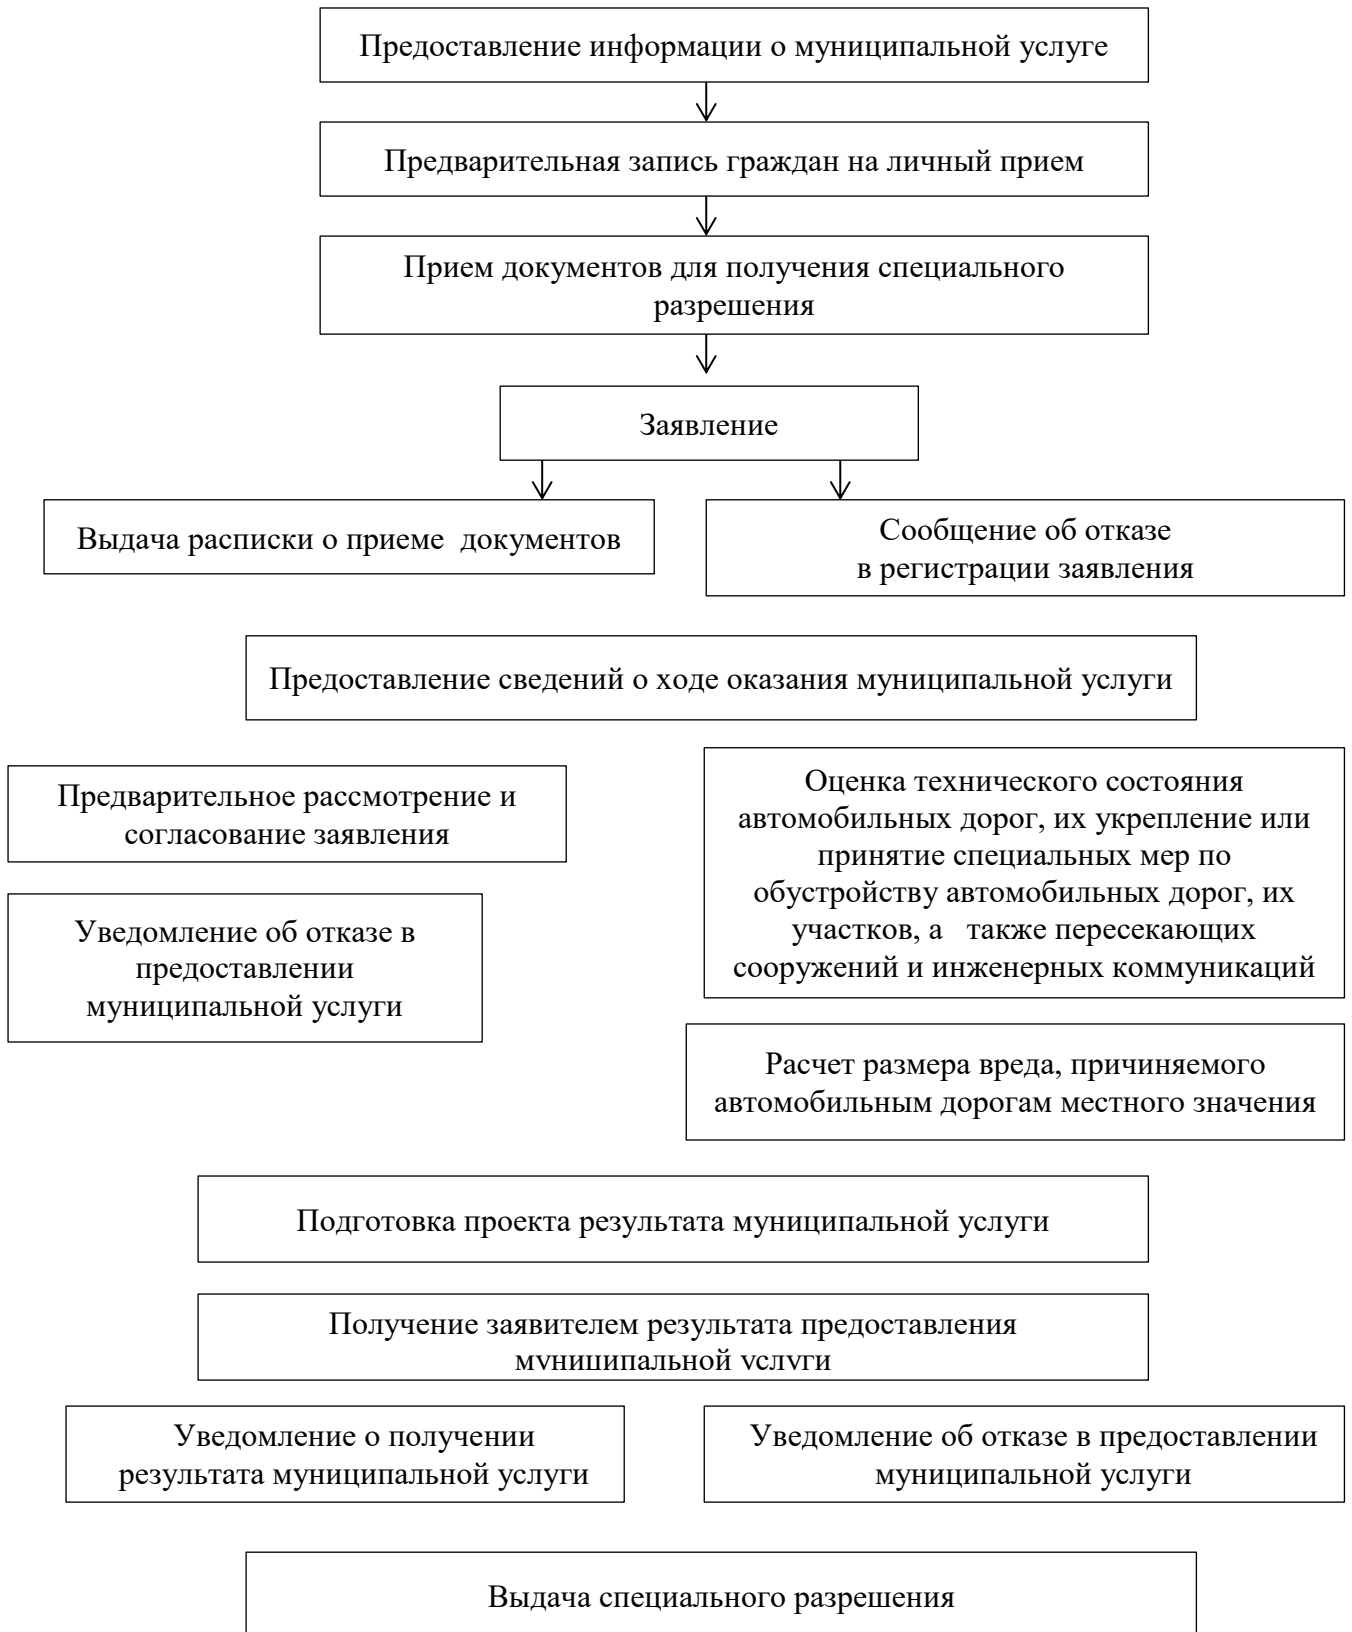 Предоставление информации о муниципальной услуге
Предварительная запись граждан на личный прием
Прием документов для получения специального
разрешения
Заявление
Выдача расписки о приеме документов
Сообщение об отказе
в регистрации заявления
Предоставление сведений о ходе оказания муниципальной услуги
Предварительное рассмотрение и
согласование заявления
Уведомление об отказе в
предоставлении
муниципальной услуги
Оценка технического состояния
автомобильных дорог, их укрепление или
принятие специальных мер по
обустройству автомобильных дорог, их
участков, а также пересекающих
сооружений и инженерных коммуникаций
Расчет размера вреда, причиняемого
автомобильным дорогам местного значения
Подготовка проекта результата муниципальной услуги
Получение заявителем результата предоставления
муниципальной услуги
Уведомление о получении
результата муниципальной услуги
Уведомление об отказе в предоставлении
муниципальной услуги
Выдача специального разрешения